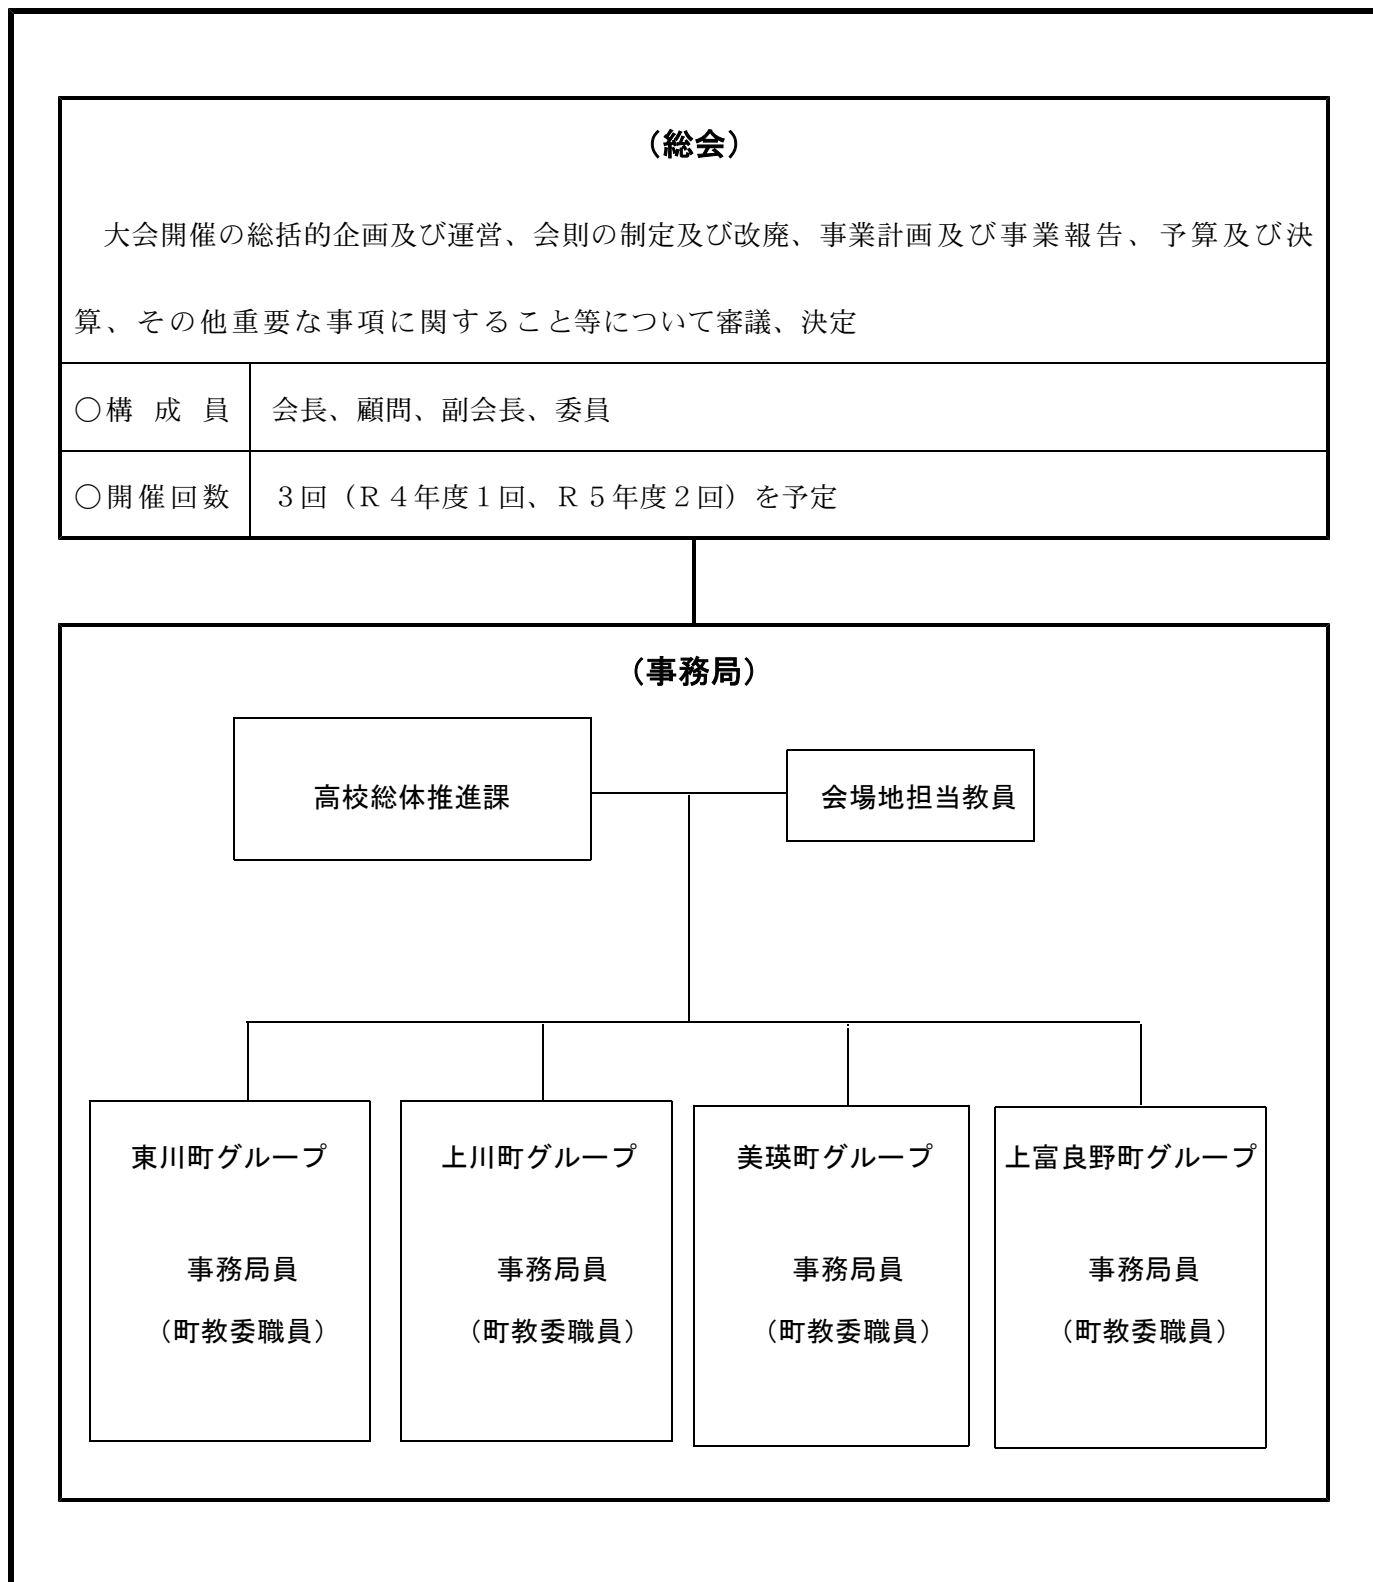 （総会）
大会開催の総括的企画及び運営、会則の制定及び改廃、事業計画及び事業報告、予算及び決
算、その他重要な事項に関すること等について審議、決定
○構成員 会長、顧問、副会長、委員
○開催回数 ３回（Ｒ４年度１回、Ｒ５年度２回）を予定
（事務局）
高校総体推進課 会場地担当教員
東川町グループ 上川町グループ 美瑛町グループ 上富良野町グループ
事務局員 事務局員 事務局員 事務局員
（町教委職員） （町教委職員） （町教委職員） （町教委職員）